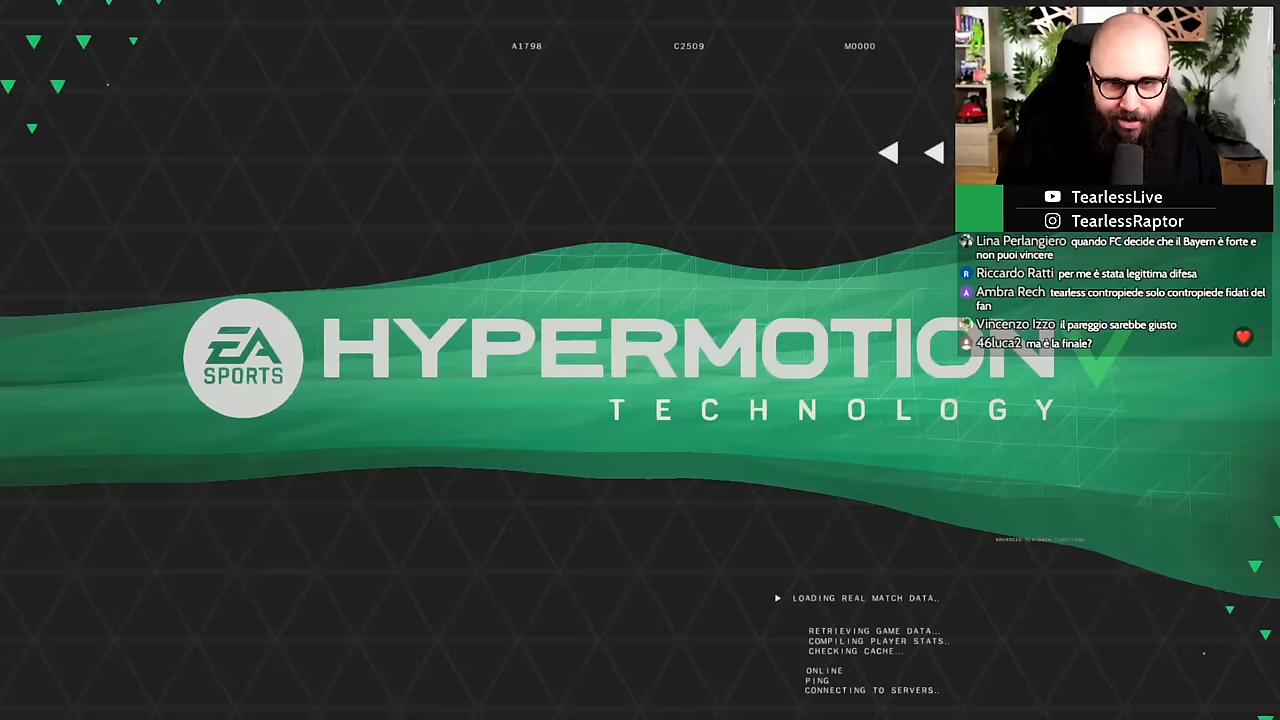 A1798 C2509 M0000
TearlessLive
TearlessRaptor
Lina Perlangiero quando FC decide che il Bayern è forte e
non puoi vincere
R Riccardo Ratti per me è stata legittima difesa
A Ambra Rech tearless contropiede solo contropiede fidati del
fan
Vincenzo Izzo il pareggio sarebbe giusto
46luca2 ma è la finale?
EA
SPORTS
HYPERMOTION V
TECHNOLOGY
LOADING REAL MATCH DATA..
RETRIEVING GAME DATA...
COMPILING PLAYER STATS..
CHECKING CACHE...
ONLINE
PING
CONNECTING TO SERVERS..